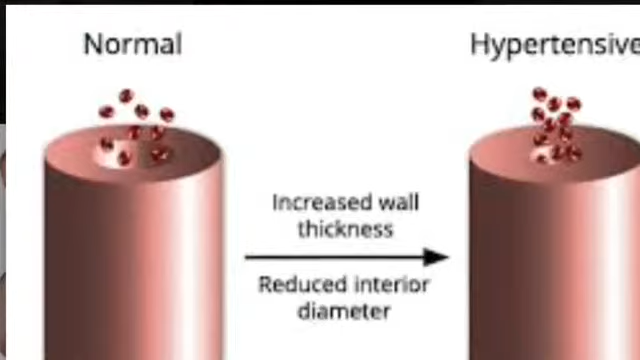 Normal
Hypertensive
Increased wall
thickness
Reduced interior
diameter